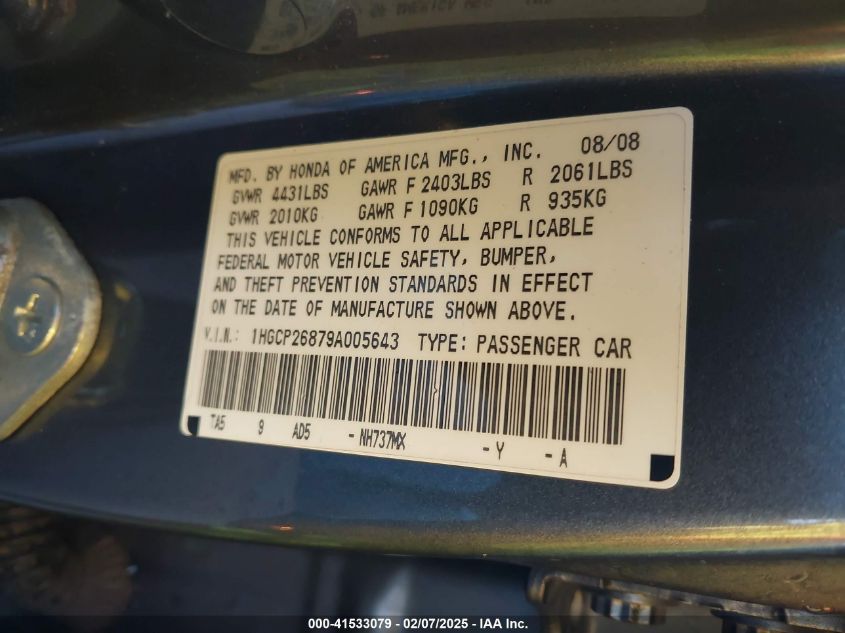 MFD. BY HONDA OF AMERICA MFG., INC. 08/08
GVWR 4431LBS GAWR F 2403LBS R 2061LBS
GVWR 2010KG GAWR F 1090KG R 935KG
THIS VEHICLE CONFORMS TO ALL APPLICABLE
FEDERAL MOTOR VEHICLE SAFETY, BUMPER,
AND THEFT PREVENTION STANDARDS IN EFFECT
ON THE DATE OF MANUFACTURE SHOWN ABOVE.
V.I.N.: 1HGCP26879A005643 TYPE: PASSENGER CAR
TA5 9 AD5 - NH737MX - Y - A
000-41533079 / 02/07/2025 - IAA Inc.